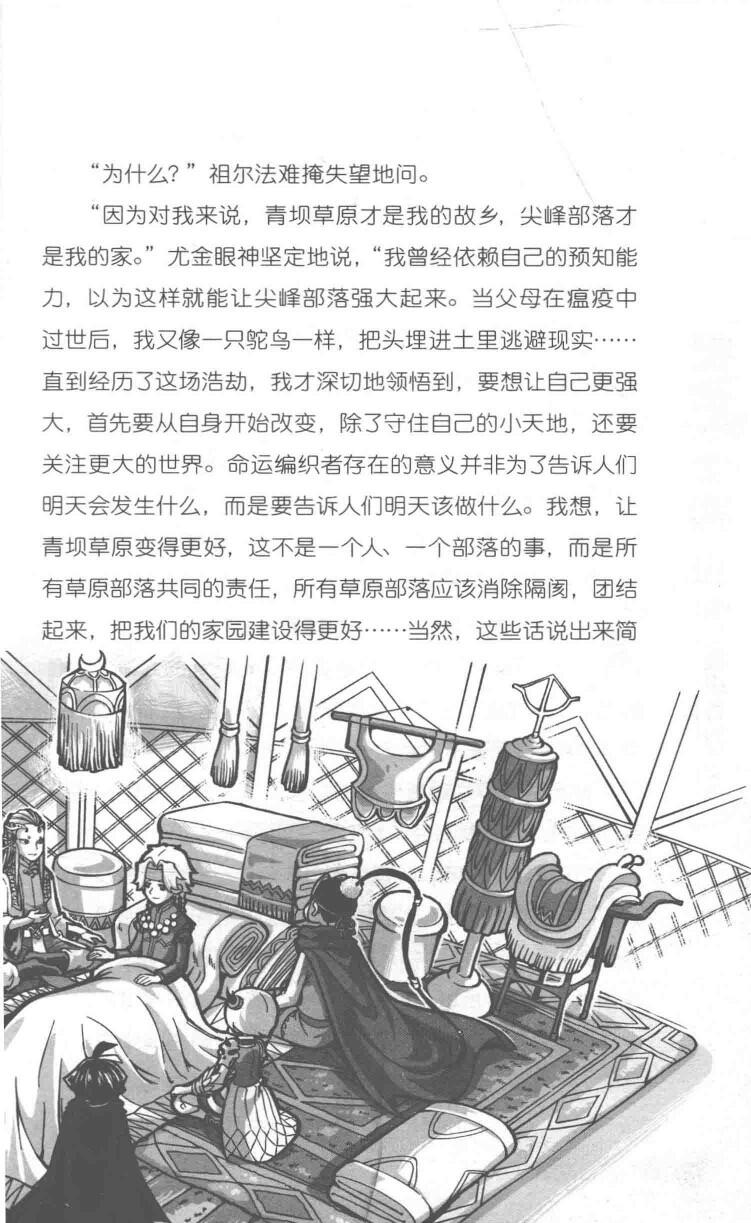 “为什么？”祖尔法难掩失望地问。
“因为对我来说，青坝草原才是我的故乡，尖峰部落才
是我的家。”尤金眼神坚定地说，“我曾经依赖自己的预知能
力，以为这样就能让尖峰部落强大起来。当父母在瘟疫中
过世后，我又像一只鸵鸟一样，把头埋进土里逃避现实……
直到经历了这场浩劫，我才深切地领悟到，要想让自己更强
大，首先要从自身开始改变，除了守住自己的小天地，还要
关注更大的世界。命运编织者存在的意义并非为了告诉人们
明天会发生什么，而是要告诉人们明天该做什么。我想，让
青坝草原变得更好，这不是一个人、一个部落的事，而是所
有草原部落共同的责任，所有草原部落应该消除隔阂，团结
起来，把我们的家园建设得更好……当然，这些话说出来简